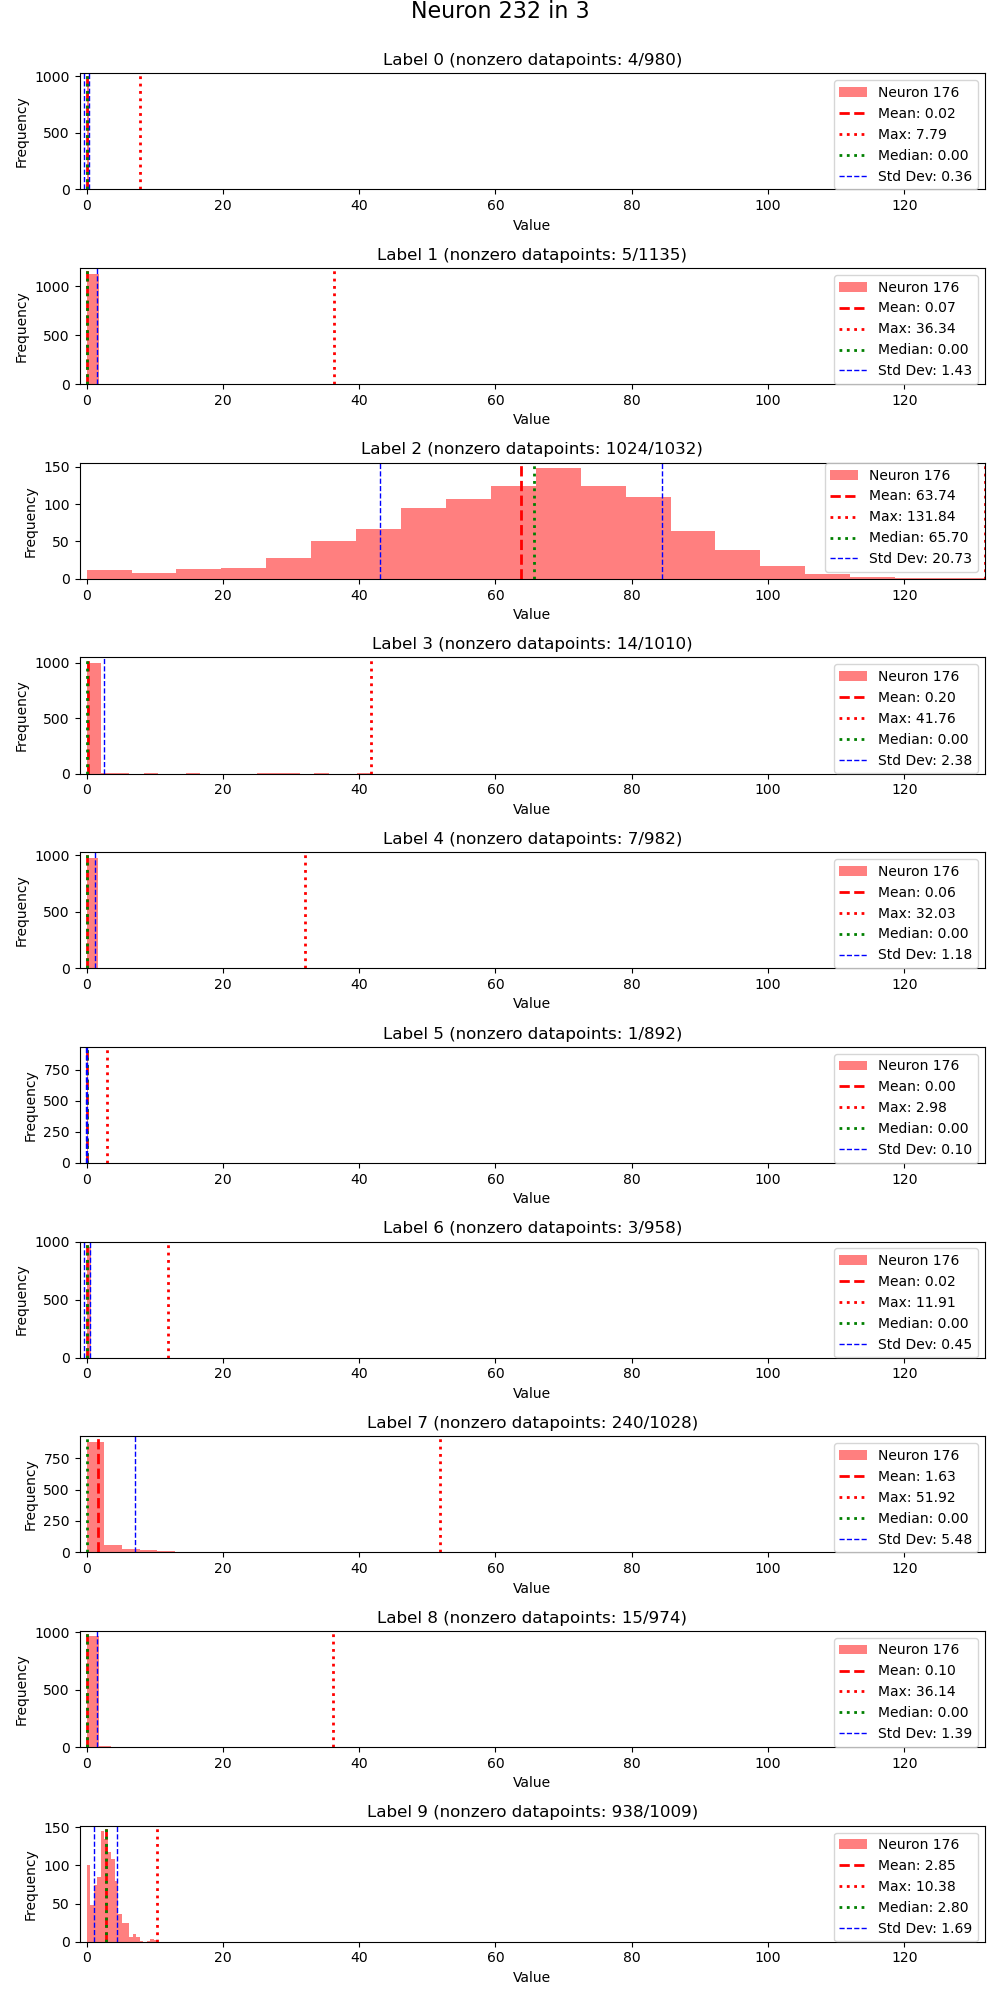 Neuron 232 in 3
Label 0 (nonzero datapoints: 4/980)
1000
500
0
Frequency
Neuron 176
Mean: 0.02
Max: 7.79
Median: 0.00
Std Dev: 0.36
0 20 40 60 80 100 120
Value
Label 1 (nonzero datapoints: 5/1135)
1000
500
0
Frequency
Neuron 176
Mean: 0.07
Max: 36.34
Median: 0.00
Std Dev: 1.43
0 20 40 60 80 100 120
Value
Label 2 (nonzero datapoints: 1024/1032)
150
100
50
0
Frequency
Neuron 176
Mean: 63.74
Max: 131.84
Median: 65.70
Std Dev: 20.73
0 20 40 60 80 100 120
Value
Label 3 (nonzero datapoints: 14/1010)
1000
500
0
Frequency
Neuron 176
Mean: 0.20
Max: 41.76
Median: 0.00
Std Dev: 2.38
0 20 40 60 80 100 120
Value
Label 4 (nonzero datapoints: 7/982)
1000
500
0
Frequency
Neuron 176
Mean: 0.06
Max: 32.03
Median: 0.00
Std Dev: 1.18
0 20 40 60 80 100 120
Value
Label 5 (nonzero datapoints: 1/892)
750
500
250
0
Frequency
Neuron 176
Mean: 0.00
Max: 2.98
Median: 0.00
Std Dev: 0.10
0 20 40 60 80 100 120
Value
Label 6 (nonzero datapoints: 3/958)
1000
500
0
Frequency
Neuron 176
Mean: 0.02
Max: 11.91
Median: 0.00
Std Dev: 0.45
0 20 40 60 80 100 120
Value
Label 7 (nonzero datapoints: 240/1028)
750
500
250
0
Frequency
Neuron 176
Mean: 1.63
Max: 51.92
Median: 0.00
Std Dev: 5.48
0 20 40 60 80 100 120
Value
Label 8 (nonzero datapoints: 15/974)
1000
500
0
Frequency
Neuron 176
Mean: 0.10
Max: 36.14
Median: 0.00
Std Dev: 1.39
0 20 40 60 80 100 120
Value
Label 9 (nonzero datapoints: 938/1009)
150
100
50
0
Frequency
Neuron 176
Mean: 2.85
Max: 10.38
Median: 2.80
Std Dev: 1.69
0 20 40 60 80 100 120
Value